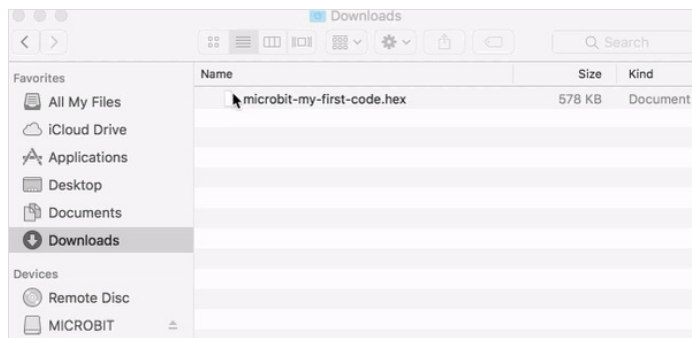 Downloads
Search
Favorites
All My Files
iCloud Drive
Applications
Desktop
Documents
Downloads
Devices
Remote Disc
MICROBIT
Name Size Kind
microbit-my-first-code.hex 578 KB Document